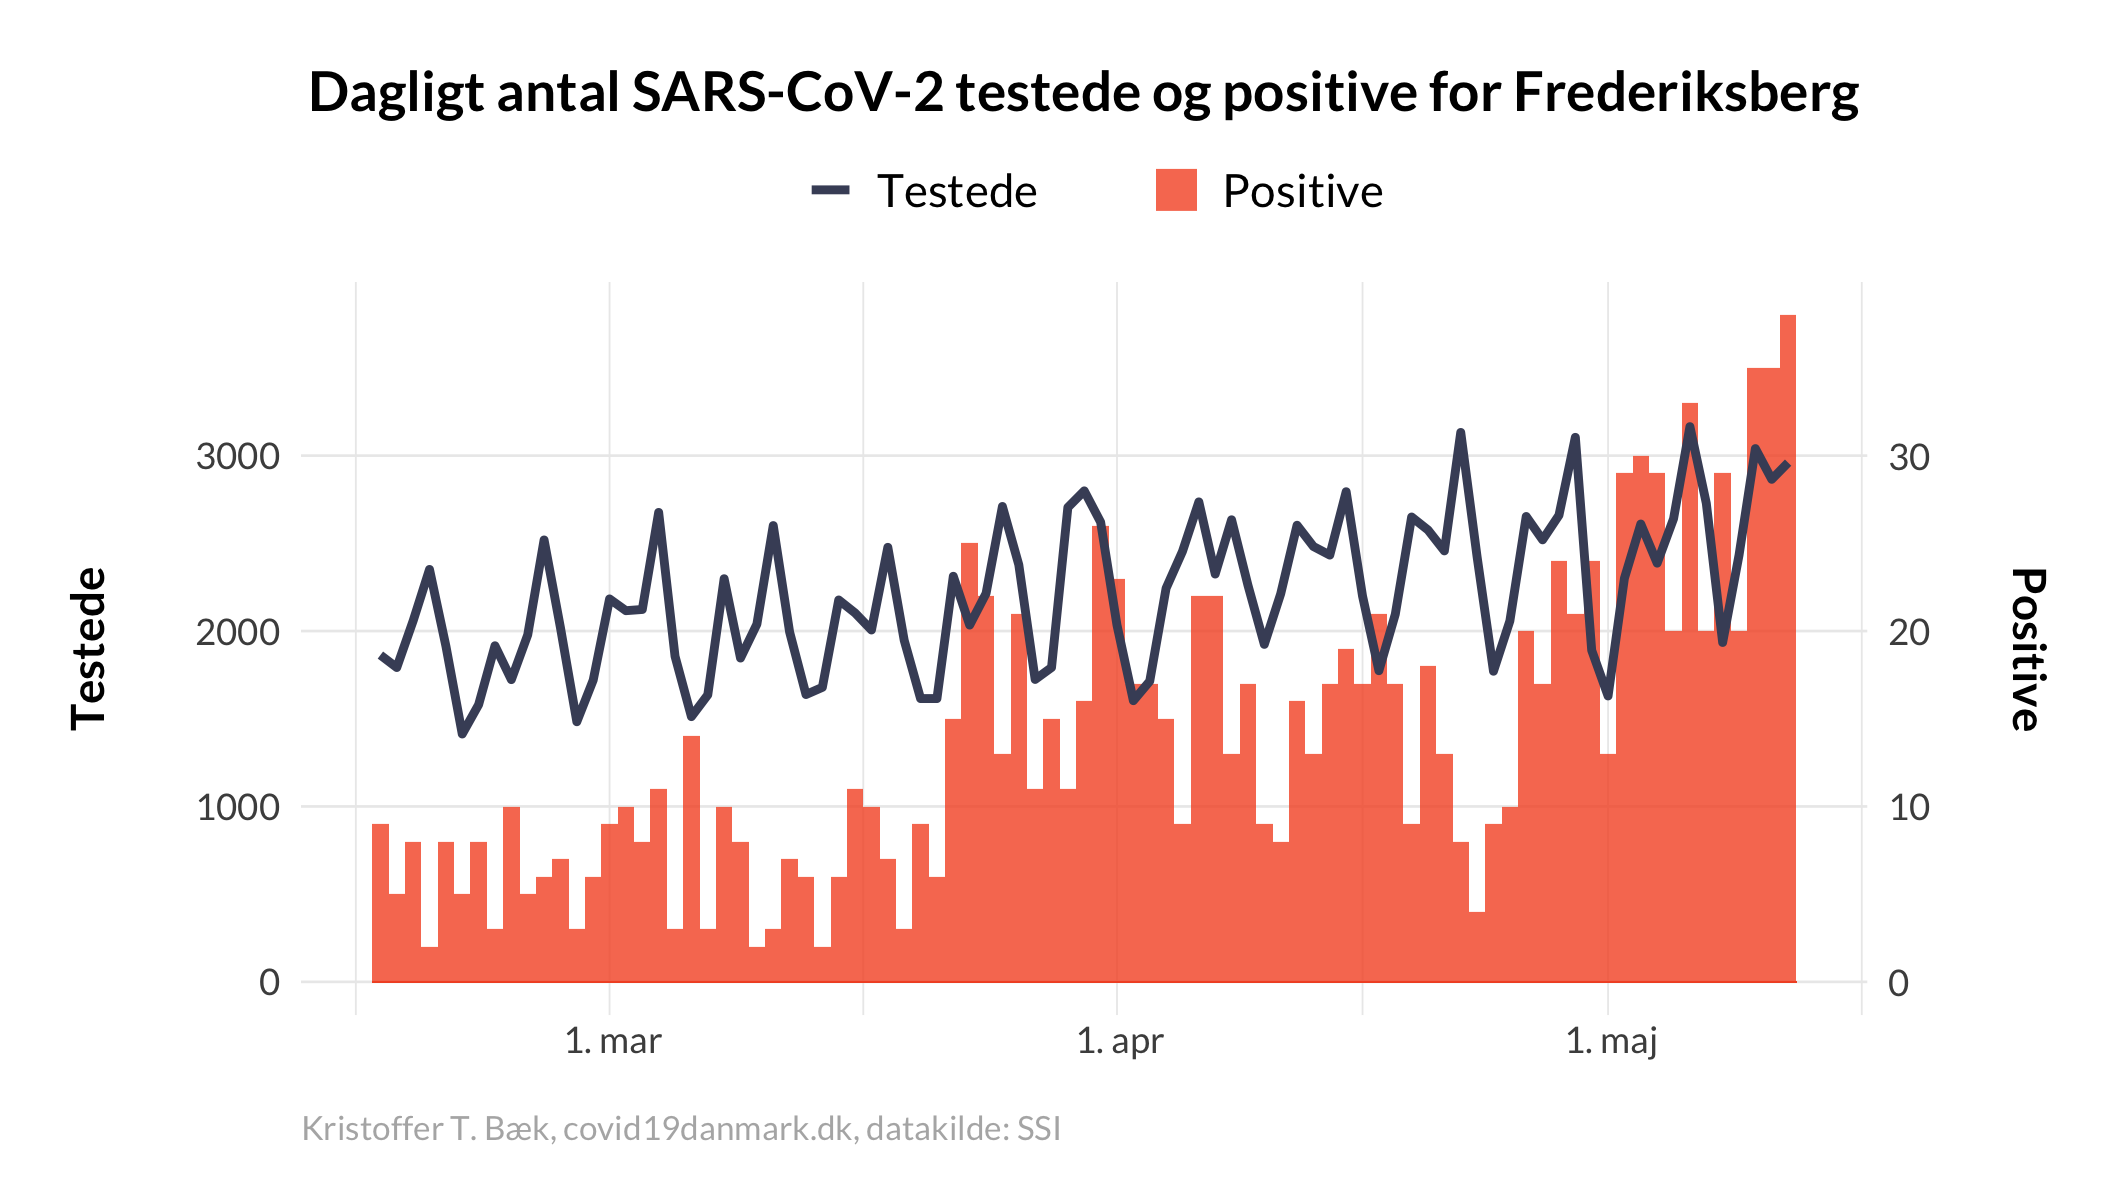 Dagligt antal SARS-CoV-2 testede og positive for Frederiksberg
Testede
Positive
Testede
3000
2000
1000
0
30
20
10
0
Positive
1. mar
1. apr
1. maj
Kristoffer T. Bæk, covid19danmark.dk, datakilde: SSI